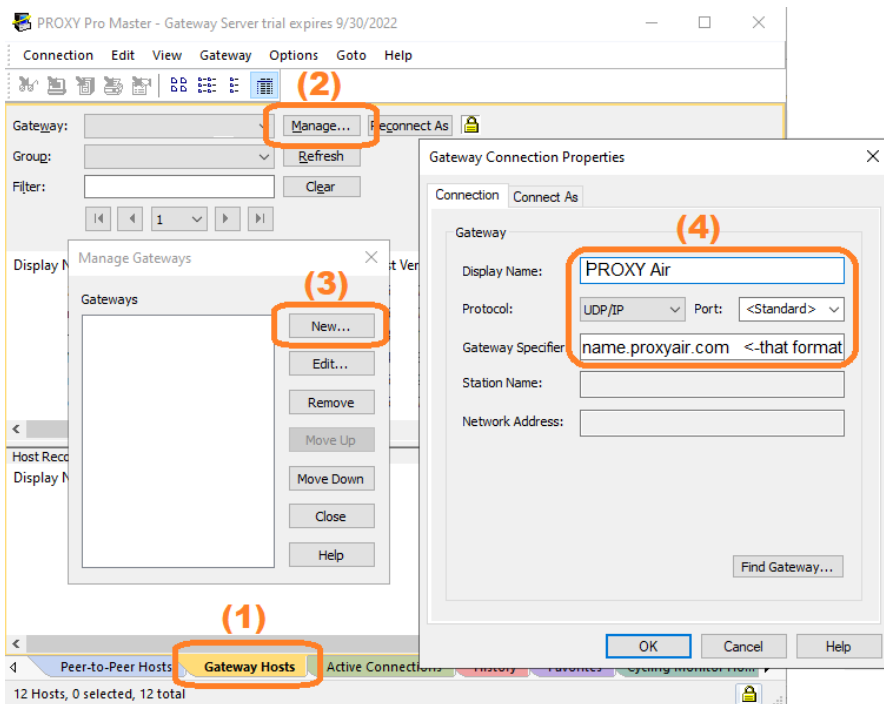 PROXY Pro Master - Gateway Server trial expires 9/30/2022
Connection Edit View Gateway Options Goto Help
(2)
Gateway: Manage... Reconnect As
Group: Refresh
Filter: Clear
1
Display N
st Ver
Manage Gateways
(3)
Gateways
New...
Edit...
Remove
Move Up
Move Down
Close
Help
Host Reco
Display N
(1)
Peer-to-Peer Hosts Gateway Hosts Active Connections History Favorites Cycling Monitor
12 Hosts, 0 selected, 12 total
Gateway Connection Properties
Connection Connect As
(4)
Gateway
Display Name: PROXY Air
Protocol: UDP/IP Port: <Standard>
Gateway Specifier name.proxyair.com <-that format
Station Name:
Network Address:
Find Gateway...
OK Cancel Help